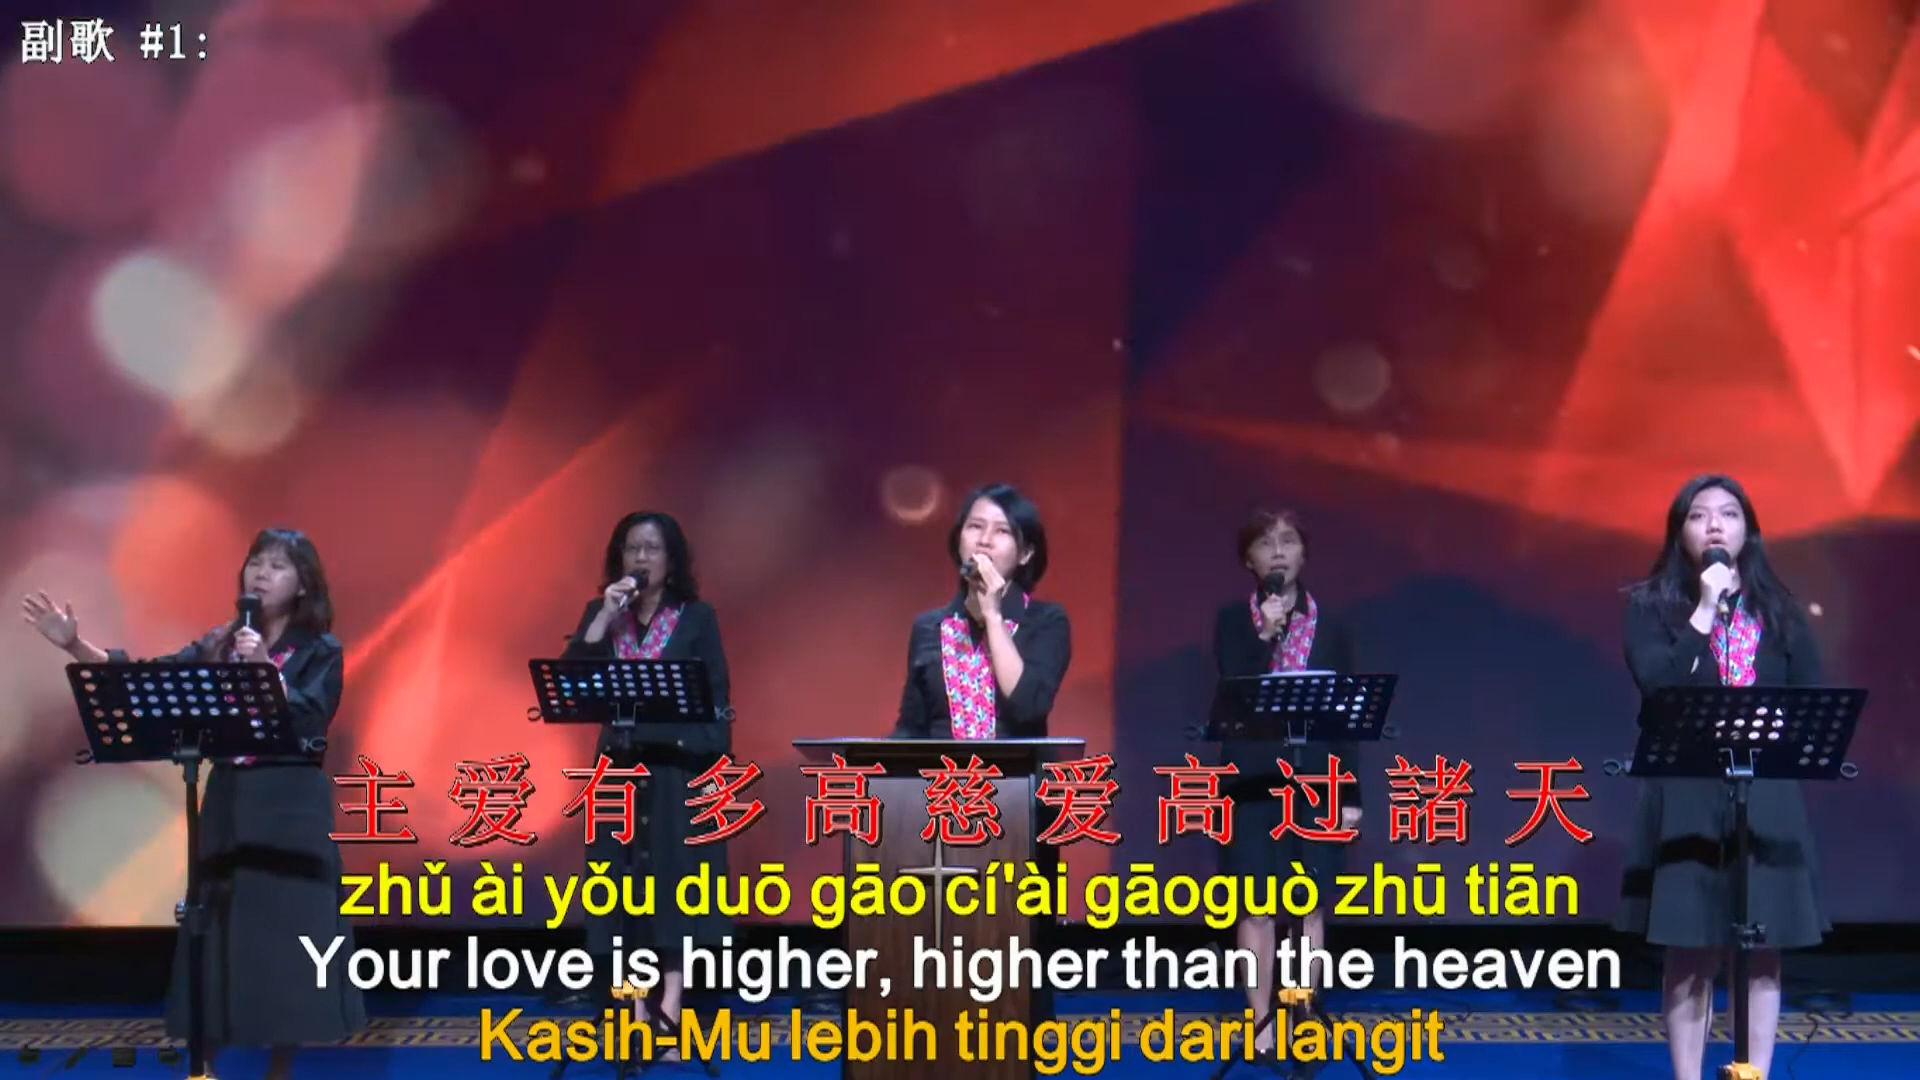 副歌 #1:
主爱有多高慈爱高过諸天
zhǔ ài yǒu duō gāo cí'ài gāoguò zhū tiān
Your love is higher, higher than the heaven
Kasih-Mu lebih tinggi dari langit